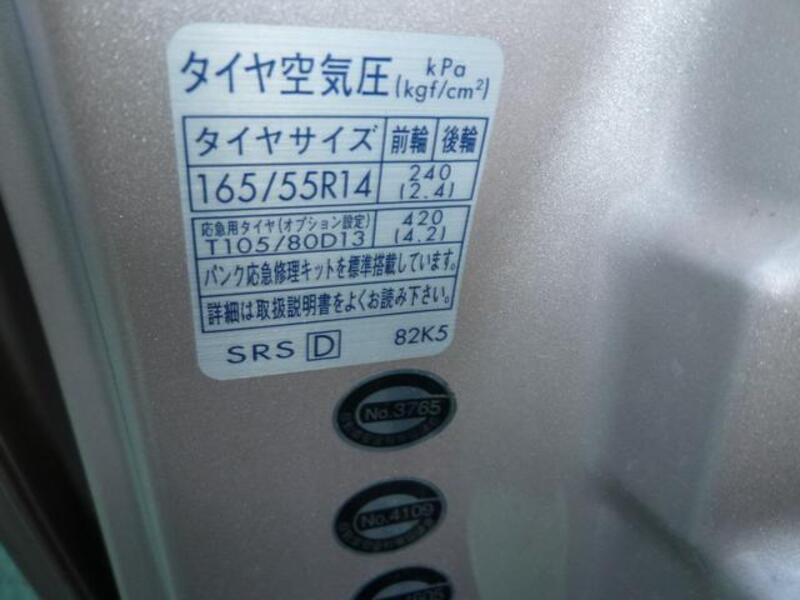 タイヤ空気圧 kPa
(kgf/cm²)
タイヤサイズ 前輪 後輪
165/55R14 240
(2.4)
応急用タイヤ(オプション設定)
T105/80D13 420
(4.2)
パンク応急修理キットを標準搭載しています。
詳細は取扱説明書をよくお読み下さい。
SRS D 82K5
No.3765
No.4109